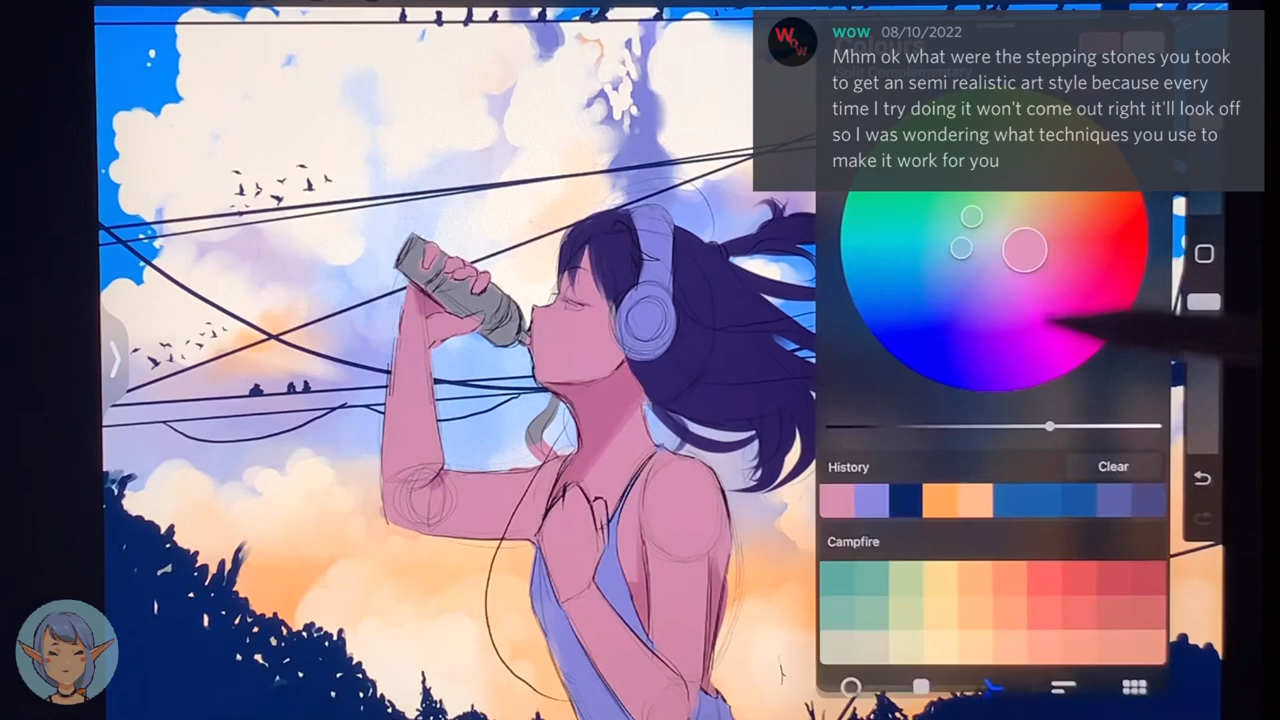 WOW 08/10/2022
Mhm ok what were the stepping stones you took
to get an semi realistic art style because every
time I try doing it won't come out right it'll look off
so I was wondering what techniques you use to
make it work for you
History
Clear
Campfire